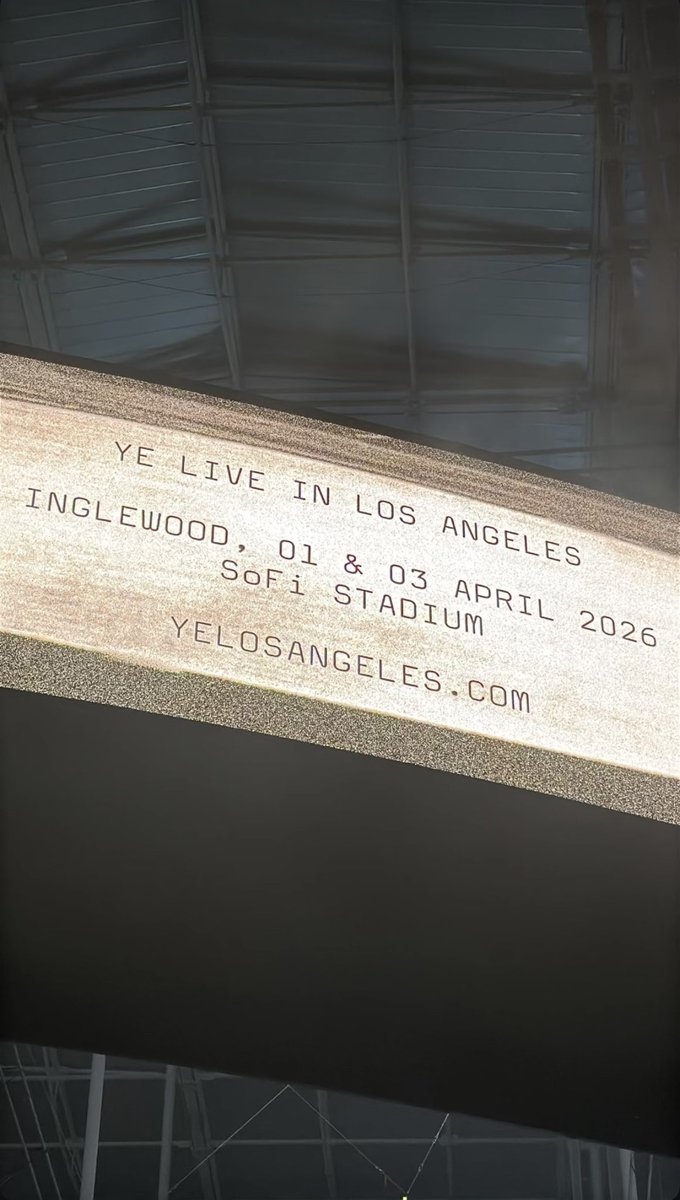 YE LIVE IN LOS ANGELES
INGLEWOOD, 01 & 03 APRIL 2026
SoFi STADIUM
YELOSANGELES.COM